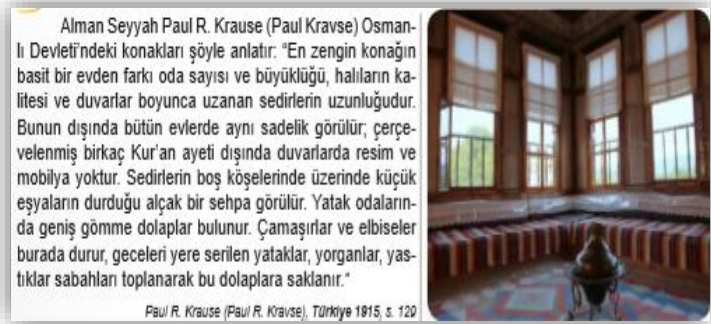 Alman Seyyah Paul R. Krause (Paul Kravse) Osman-
lı Devleti'ndeki konakları şöyle anlatır: "En zengin konağın
basit bir evden farkı oda sayısı ve büyüklüğü, halıların ka-
litesi ve duvarlar boyunca uzanan sedirlerin uzunluğudur.
Bunun dışında bütün evlerde aynı sadelik görülür; çerçe-
velenmiş birkaç Kur'an ayeti dışında duvarlarda resim ve
mobilya yoktur. Sedirlerin boş köşelerinde üzerinde küçük
eşyaların durduğu alçak bir sehpa görülür. Yatak odaların-
da geniş gömme dolaplar bulunur. Çamaşırlar ve elbiseler
burada durur, geceleri yere serilen yataklar, yorganlar, yas-
tıklar sabahları toplanarak bu dolaplara saklanır."
Paul R. Krause (Paul R. Kravse), Türkiye 1915, s. 120